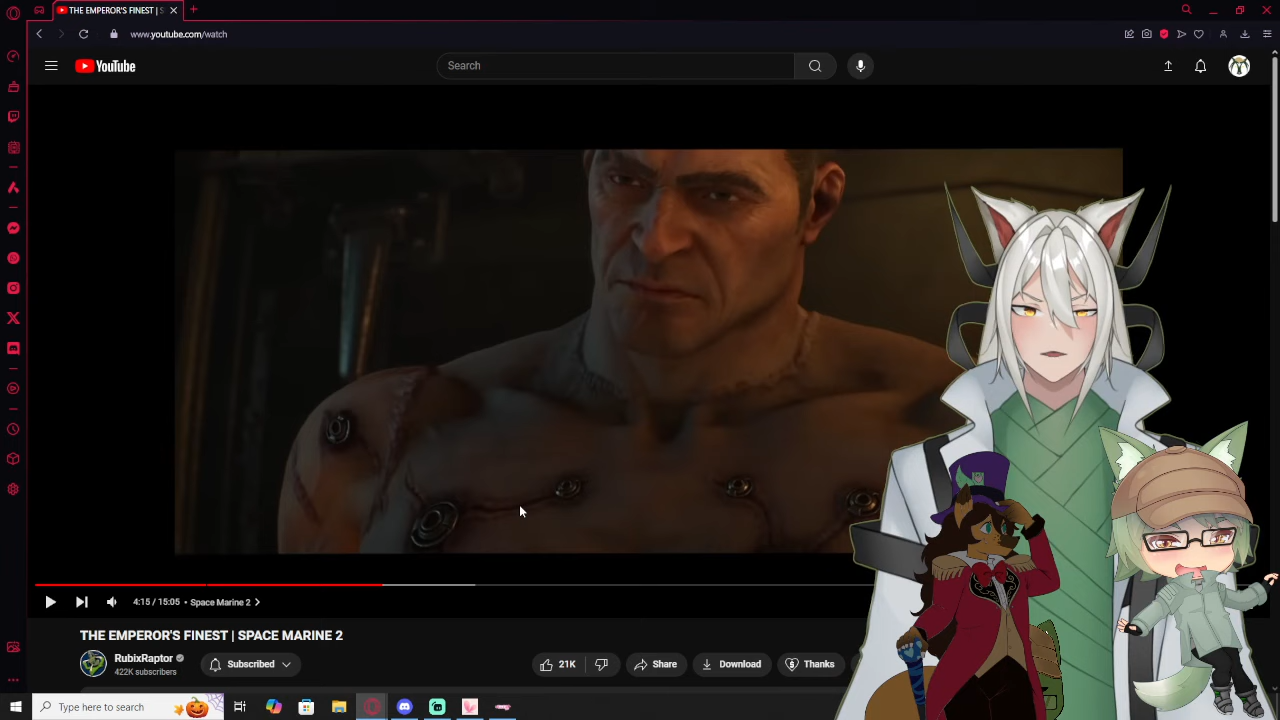 THE EMPEROR'S FINEST | S
www.youtube.com/watch
YouTube
Search
4:15 / 15:05 • Space Marine 2
THE EMPEROR'S FINEST | SPACE MARINE 2
RubixRaptor
422K subscribers
Subscribed
21K
Share
Download
Thanks
Type here to search